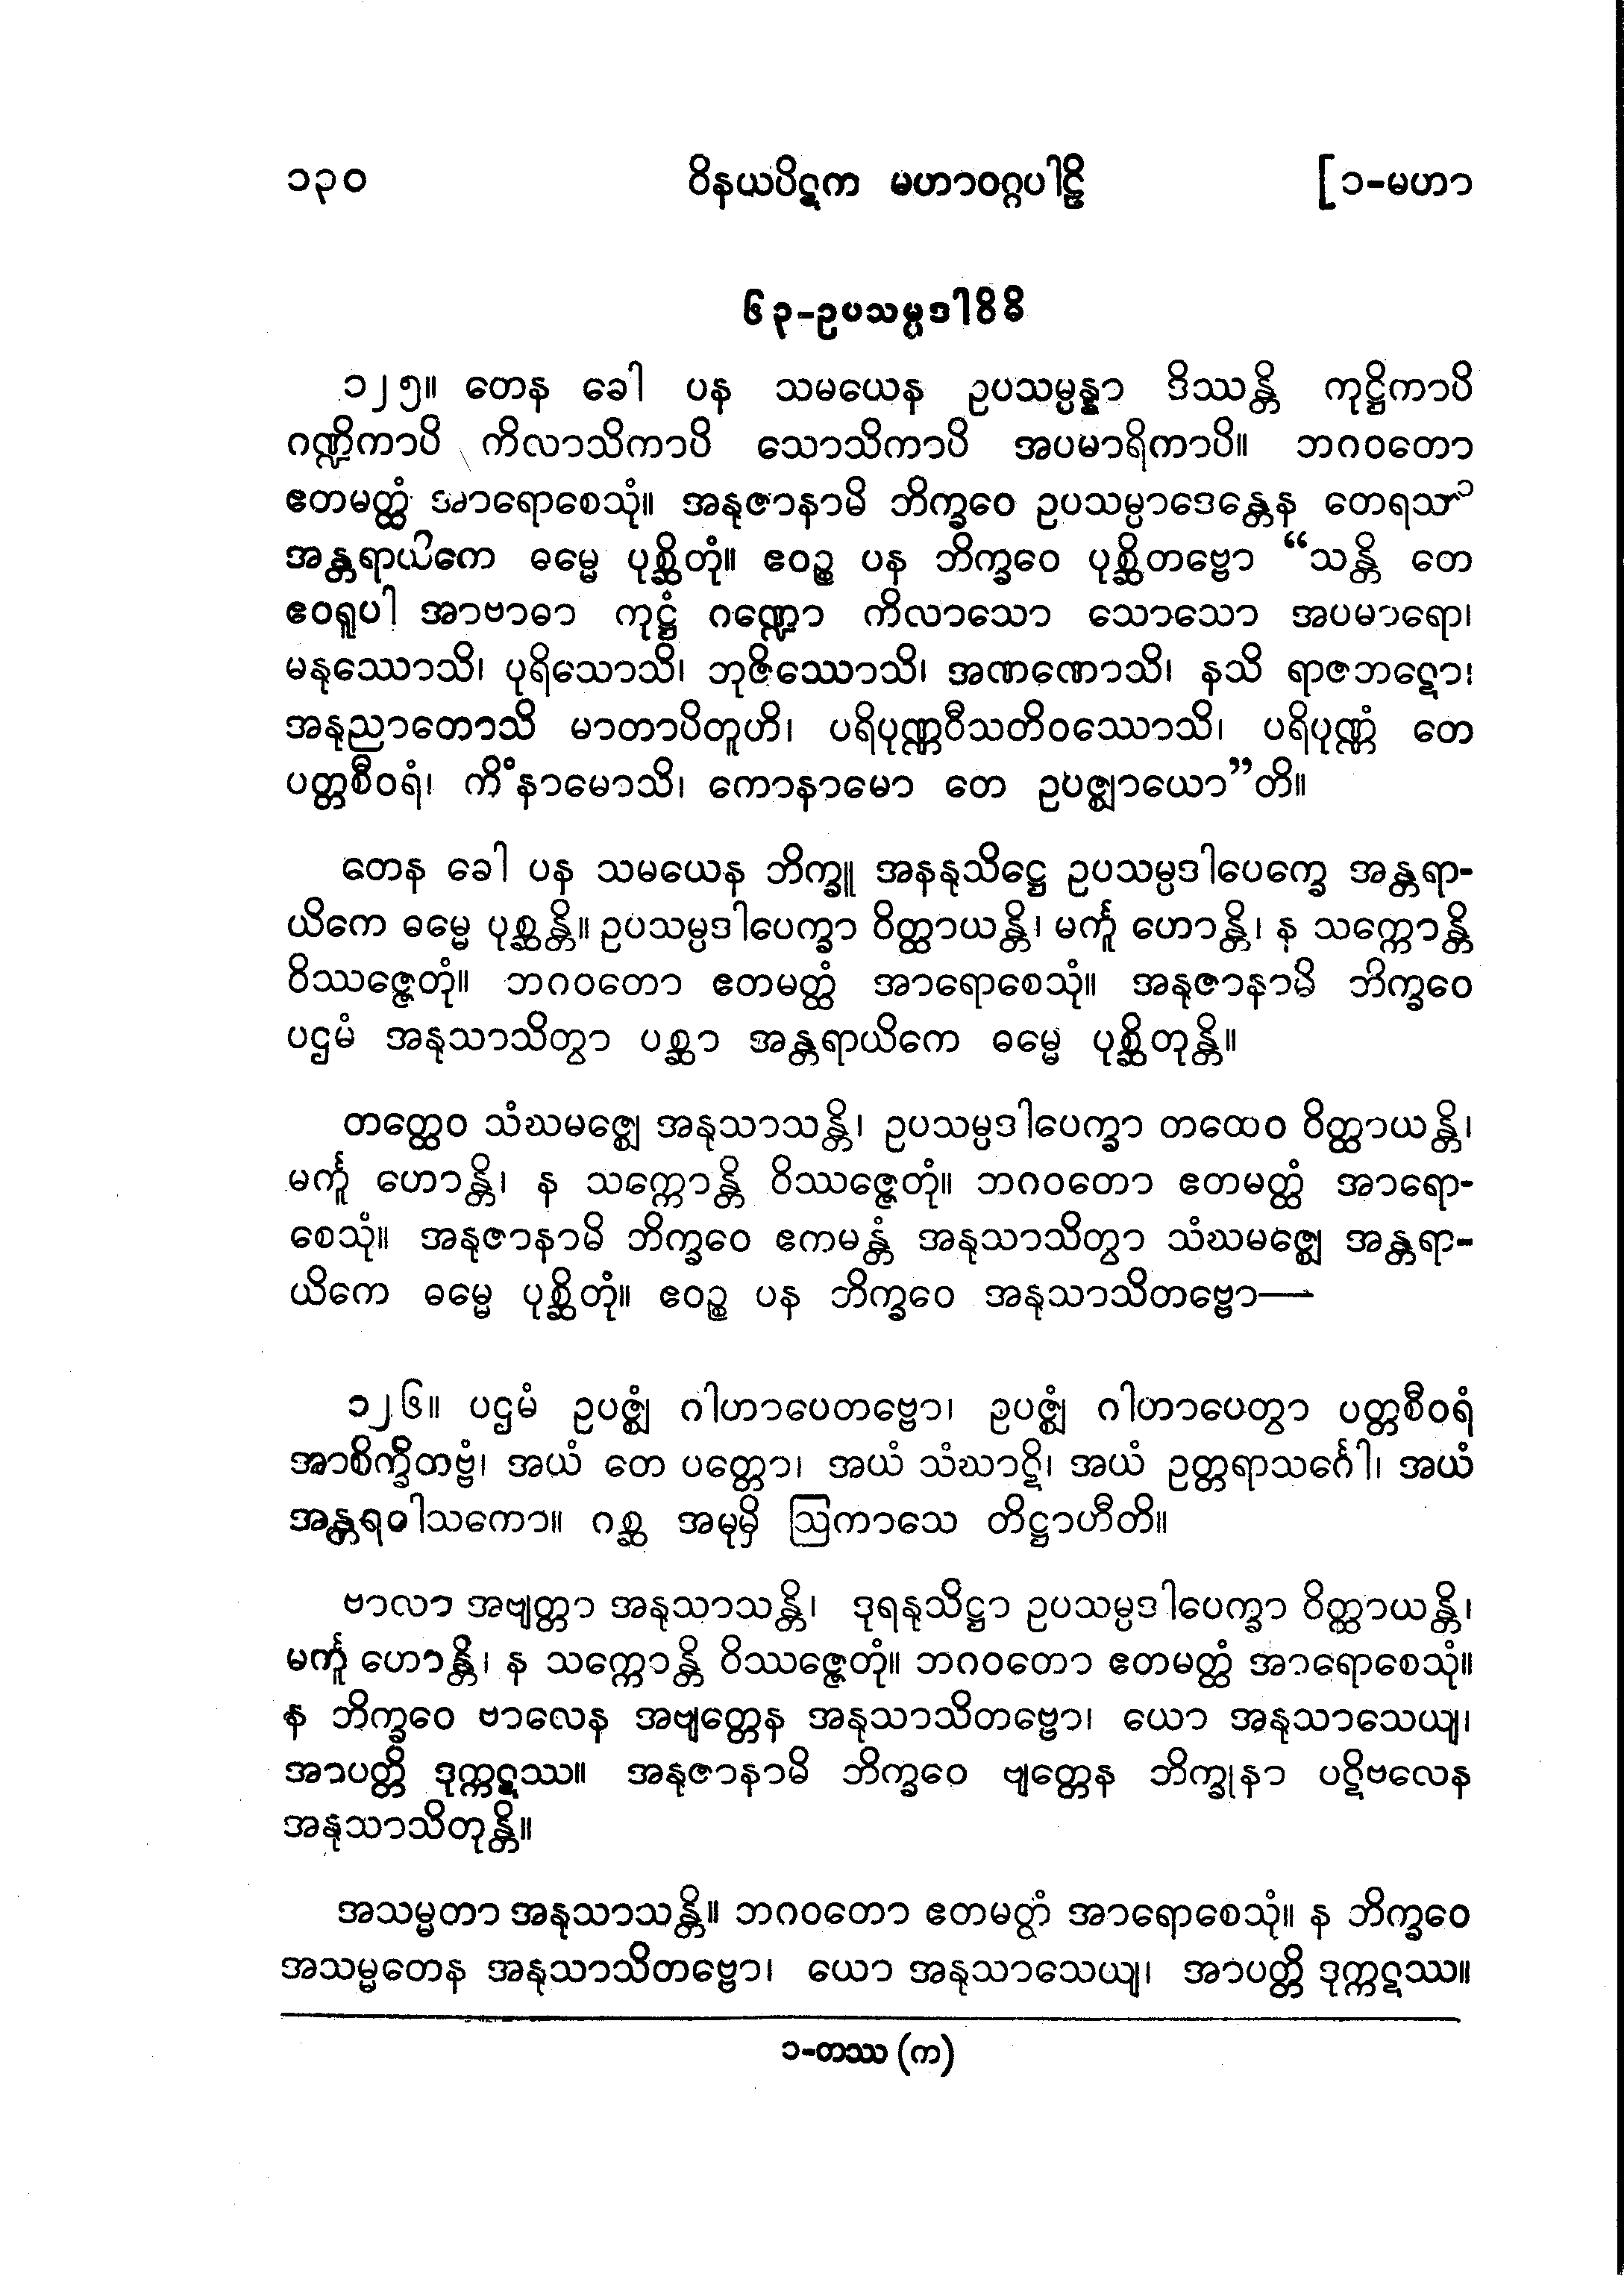 ၁၃၀ ဝိနယပိဋက မဟာဝဂ္ဂပါဠိ [၁-မဟာ
၆၃-ဥပသမ္ပဒါဝိဓိ
၁၂၅။ တေန ခေါ ပန သမယေန ဥပသမ္ပန္နာ ဒိဿန္တိ ကုဋ္ဌိကာပိ
ဂဏ္ဍိကာပိ ကိလာသိကာပိ သောသိကာပိ အပမာရိကာပိ။ ဘဂဝတော
ဧတမတ္ထံ အာရောစေသုံ။ အနုဇာနာမိ ဘိက္ခဝေ ဥပသမ္ပာဒေန္တေန တေရသ၁
အန္တရာယိကေ ဓမ္မေ ပုစ္ဆိတုံ။ ဧဝဉ္စ ပန ဘိက္ခဝေ ပုစ္ဆိတဗ္ဗော “သန္တိ တေ
ဧဝရူပါ အာဗာဓာ ကုဋ္ဌံ ဂဏ္ဍော ကိလာသော သောသော အပမာရော၊
မနုဿောသိ၊ ပုရိသောသိ၊ ဘုဇိဿောသိ၊ အဏဏောသိ၊ နသိ ရာဇဘဋော၊
အနုညာတောသိ မာတာပိတူဟိ၊ ပရိပုဏ္ဏဝီသတိဝဿောသိ၊ ပရိပုဏ္ဏံ တေ
ပတ္တစီဝရံ၊ ကိံနာမောသိ၊ ကောနာမော တေ ဥပဇ္ဈာယော”တိ။
တေန ခေါ ပန သမယေန ဘိက္ခူ အနနုသိဋ္ဌေ ဥပသမ္ပဒါပေက္ခေ အန္တရာ-
ယိကေ ဓမ္မေ ပုစ္ဆန္တိ။ ဥပသမ္ပဒါပေက္ခာ ဝိတ္ထာယန္တိ၊ မင်္ကူ ဟောန္တိ၊ န သက္ကောန္တိ
ဝိဿဇ္ဇေတုံ။ ဘဂဝတော ဧတမတ္ထံ အာရောစေသုံ။ အနုဇာနာမိ ဘိက္ခဝေ
ပဌမံ အနုသာသိတွာ ပစ္ဆာ အန္တရာယိကေ ဓမ္မေ ပုစ္ဆိတုန္တိ။
တတ္ထေဝ သံဃမဇ္ဈေ အနုသာသန္တိ၊ ဥပသမ္ပဒါပေက္ခာ တထေဝ ဝိတ္ထာယန္တိ၊
မင်္ကူ ဟောန္တိ၊ န သက္ကောန္တိ ဝိဿဇ္ဇေတုံ။ ဘဂဝတော ဧတမတ္ထံ အာရော-
စေသုံ။ အနုဇာနာမိ ဘိက္ခဝေ ဧကမန္တံ အနုသာသိတွာ သံဃမဇ္ဈေ အန္တရာ-
ယိကေ ဓမ္မေ ပုစ္ဆိတုံ။ ဧဝဉ္စ ပန ဘိက္ခဝေ အနုသာသိတဗ္ဗော—
၁၂၆။ ပဌမံ ဥပဇ္ဈံ ဂါဟာပေတဗ္ဗော၊ ဥပဇ္ဈံ ဂါဟာပေတွာ ပတ္တစီဝရံ
အာစိက္ခိတဗ္ဗံ၊ အယံ တေ ပတ္တော၊ အယံ သံဃာဋိ၊ အယံ ဥတ္တရာသင်္ဂေါ၊ အယံ
အန္တရဝါသကော။ ဂစ္ဆ အမုမှိ ဩကာသေ တိဋ္ဌာဟီတိ။
ဗာလာ အဗျတ္တာ အနုသာသန္တိ၊ ဒုရနုသိဋ္ဌာ ဥပသမ္ပဒါပေက္ခာ ဝိတ္ထာယန္တိ၊
မင်္ကူ ဟောန္တိ၊ န သက္ကောန္တိ ဝိဿဇ္ဇေတုံ။ ဘဂဝတော ဧတမတ္ထံ အာရောစေသုံ။
န ဘိက္ခဝေ ဗာလေန အဗျတ္တေန အနုသာသိတဗ္ဗော၊ ယော အနုသာသေယျ၊
အာပတ္တိ ဒုက္ကဋဿ။ အနုဇာနာမိ ဘိက္ခဝေ ဗျတ္တေန ဘိက္ခုနာ ပဋိဗလေန
အနုသာသိတုန္တိ။
အသမ္မတာ အနုသာသန္တိ။ ဘဂဝတော ဧတမတ္ထံ အာရောစေသုံ။ န ဘိက္ခဝေ
အသမ္မတေန အနုသာသိတဗ္ဗော၊ ယော အနုသာသေယျ၊ အာပတ္တိ ဒုက္ကဋဿ။
၁-တဿ (က)